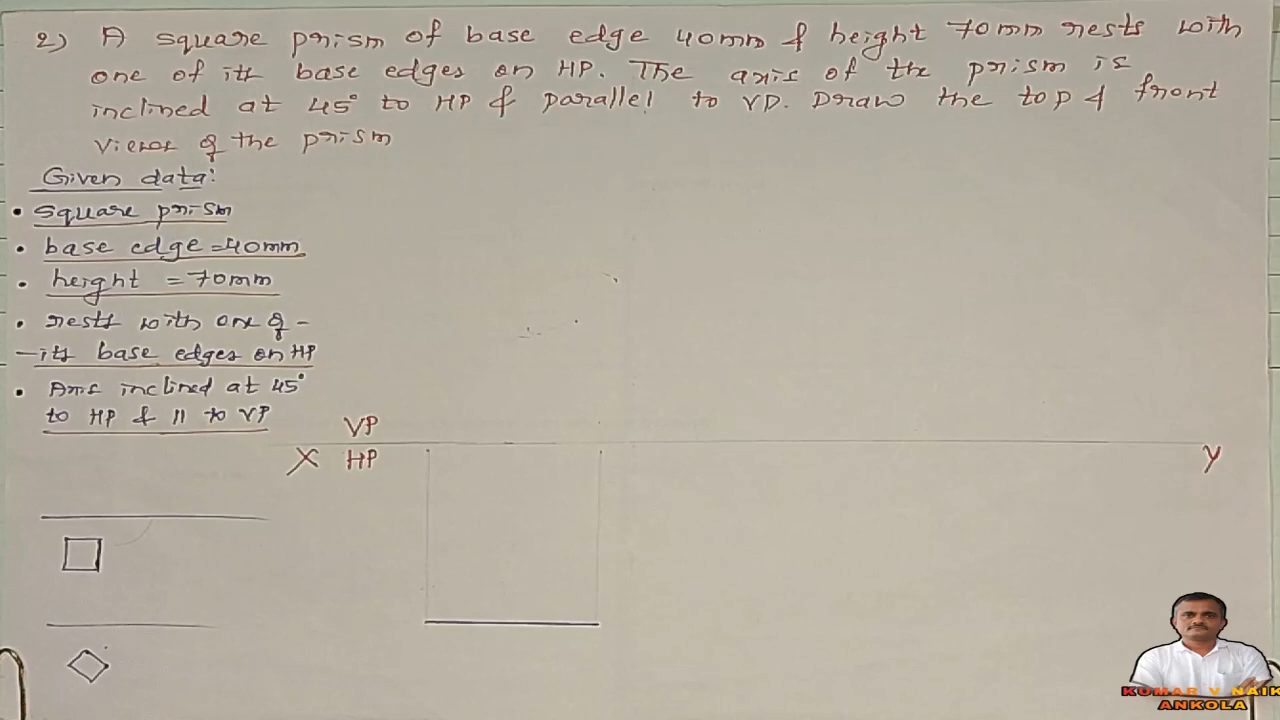 2) A square prism of base edge 40mm & height 70mm rests with
one of its base edges on HP. The axis of the prism is
inclined at 45° to HP & parallel to VP. Draw the top & front
views of the prism
Given data:
• square prism
• base edge = 40mm
• height = 70mm
• rests with one of -
- its base edges on HP
• Axis inclined at 45°
to HP & 11 to VP
VP
X HP
Y
KUMAR V NAIK
ANKOLA